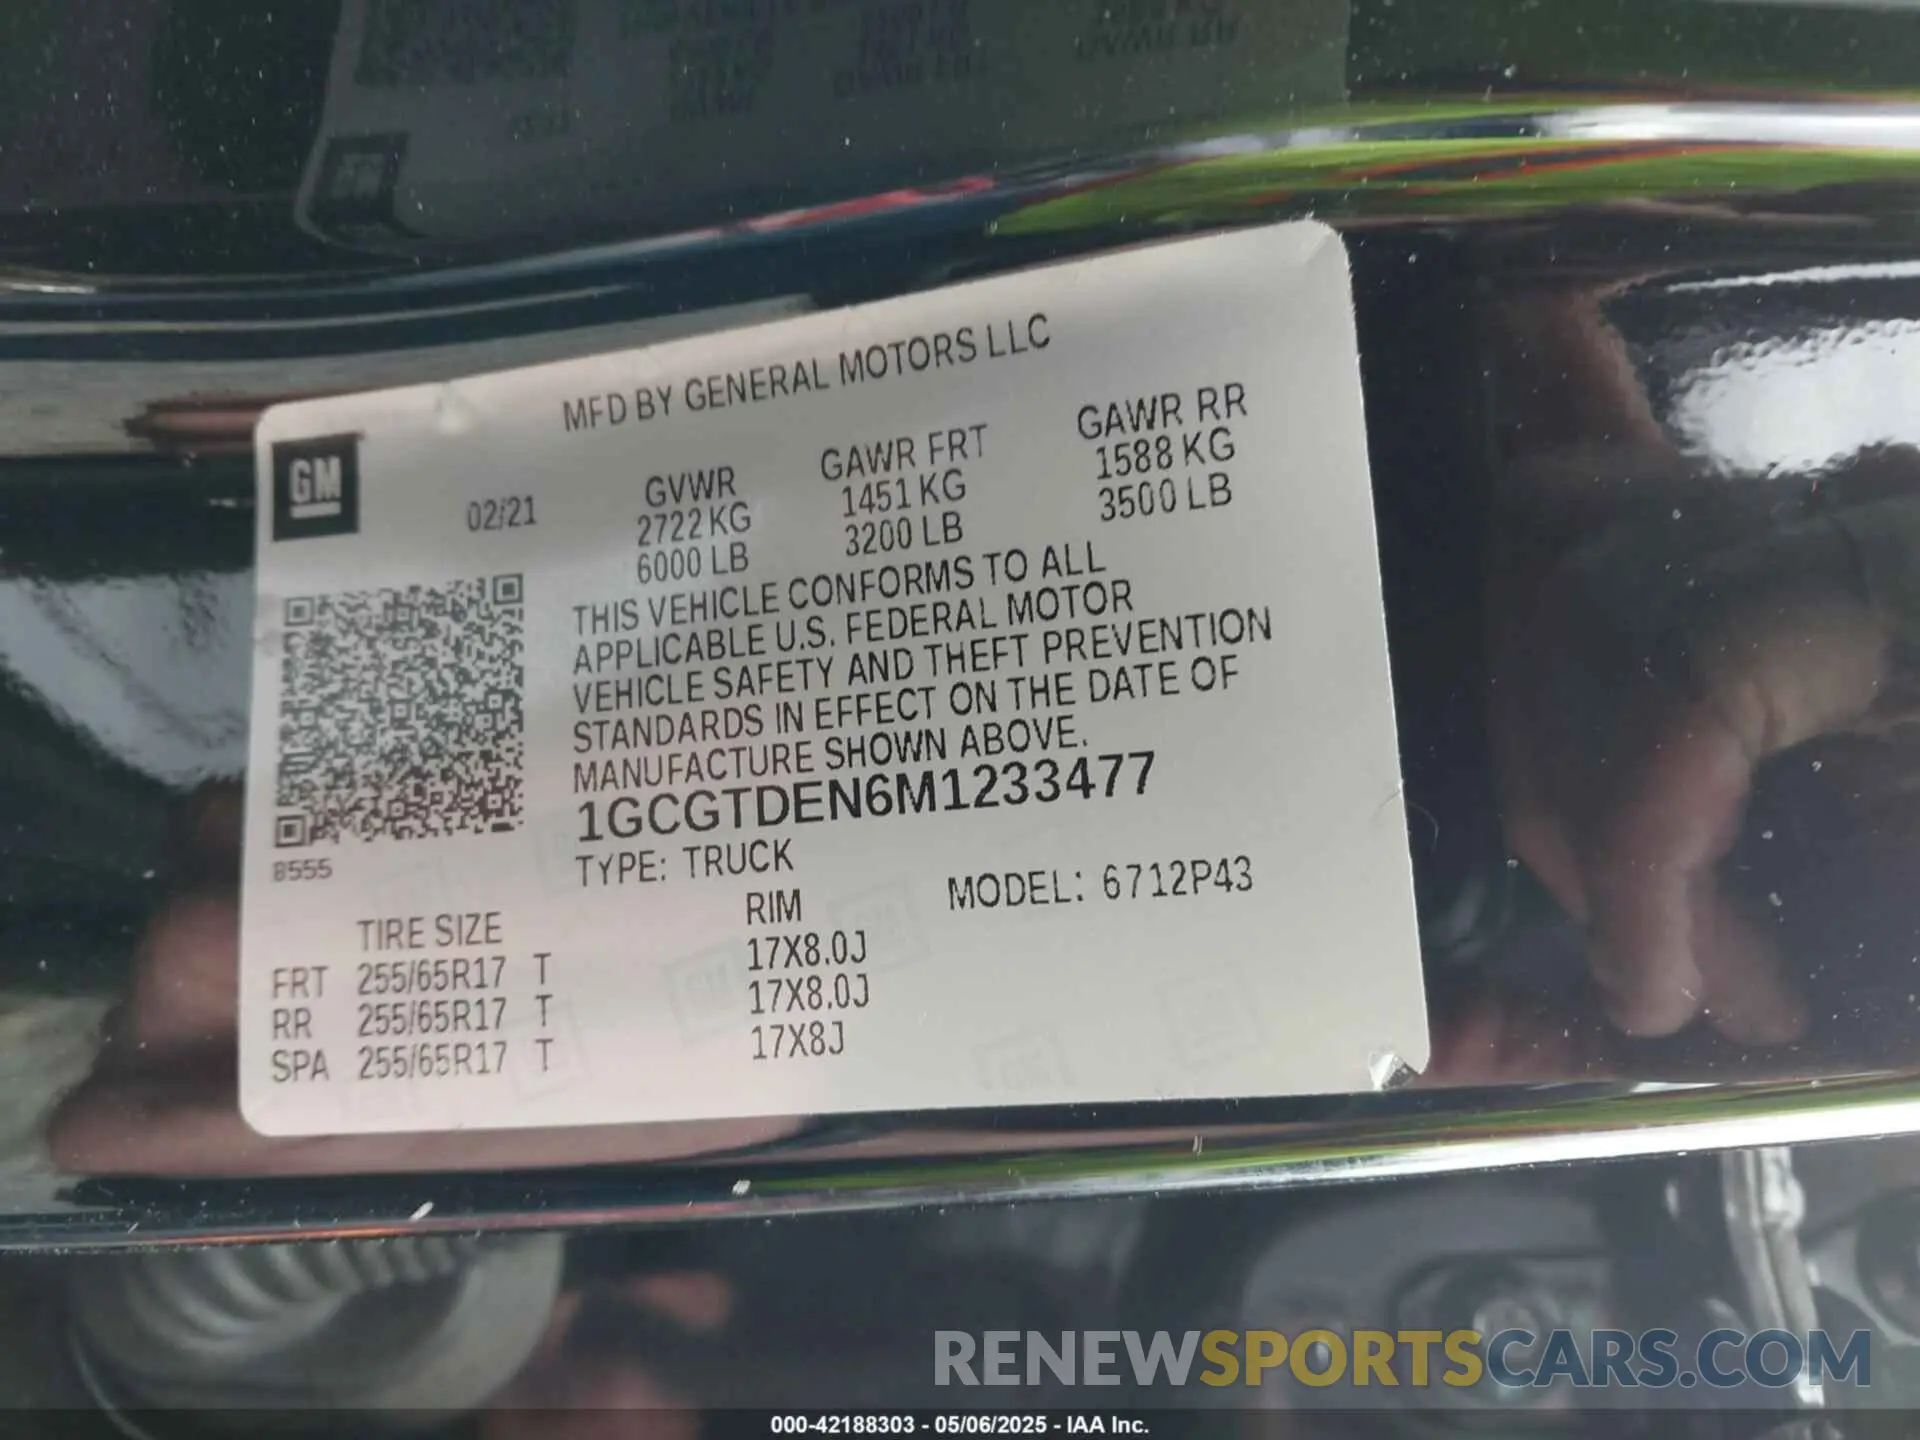 MFD BY GENERAL MOTORS LLC
GM
02/21
GVWR
2722 KG
6000 LB
GAWR FRT
1451 KG
3200 LB
GAWR RR
1588 KG
3500 LB
THIS VEHICLE CONFORMS TO ALL
APPLICABLE U.S. FEDERAL MOTOR
VEHICLE SAFETY AND THEFT PREVENTION
STANDARDS IN EFFECT ON THE DATE OF
MANUFACTURE SHOWN ABOVE.
1GCGTDEN6M1233477
8555
TYPE: TRUCK
MODEL: 6712P43
TIRE SIZE RIM
FRT 255/65R17 T 17X8.0J
RR 255/65R17 T 17X8.0J
SPA 255/65R17 T 17X8J
RENEWSPORTSCARS.COM
000-42188303 - 05/06/2025 - IAA Inc.